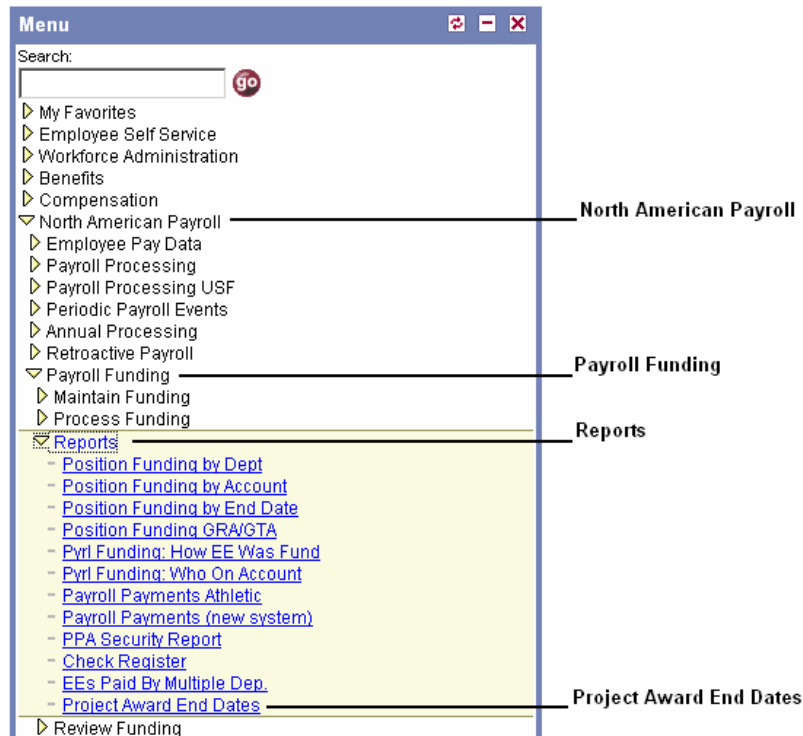 Menu
Search:
go
My Favorites
Employee Self Service
Workforce Administration
Benefits
Compensation
North American Payroll
North American Payroll
Employee Pay Data
Payroll Processing
Payroll Processing USF
Periodic Payroll Events
Annual Processing
Retroactive Payroll
Payroll Funding
Payroll Funding
Maintain Funding
Process Funding
Reports
Reports
Position Funding by Dept
Position Funding by Account
Position Funding by End Date
Position Funding GRA/GTA
Pyrl Funding: How EE Was Fund
Pyrl Funding: Who On Account
Payroll Payments Athletic
Payroll Payments (new system)
PPA Security Report
Check Register
EEs Paid By Multiple Dep.
Project Award End Dates
Project Award End Dates
Review Funding